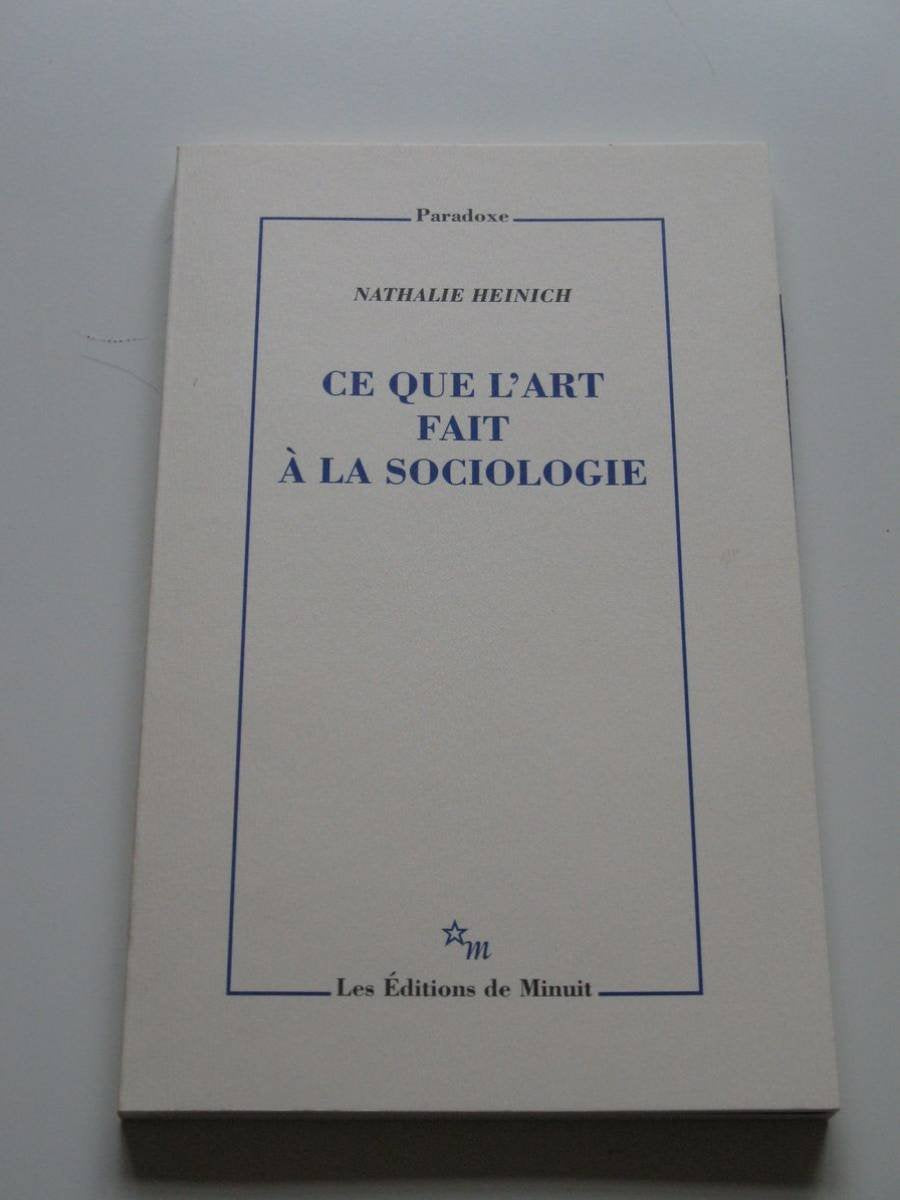 Paradoxe
NATHALIE HEINICH
CE QUE L'ART
FAIT
À LA SOCIOLOGIE
m
Les Éditions de Minuit